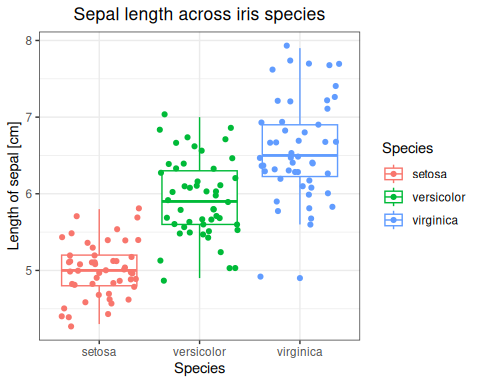 Sepal length across iris species
Length of sepal [cm]
8
7
6
5
setosa versicolor virginica
Species
Species
setosa
versicolor
virginica